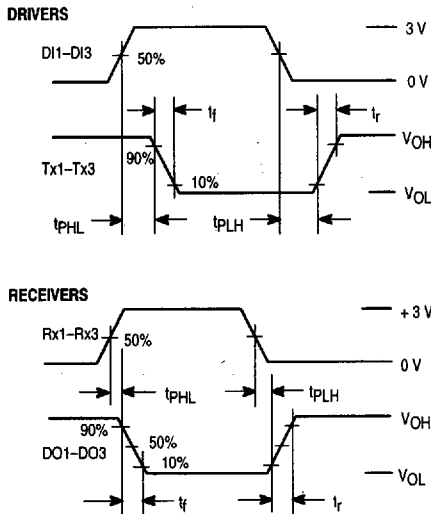 DRIVERS
DI1–DI3
50%
3 V
0 V
tf
tr
Tx1–Tx3
90%
10%
VOH
VOL
tPHL
tPLH
RECEIVERS
Rx1–Rx3
50%
+ 3 V
0 V
tPHL
tPLH
90%
50%
DO1–DO3
10%
VOH
VOL
tf
tr